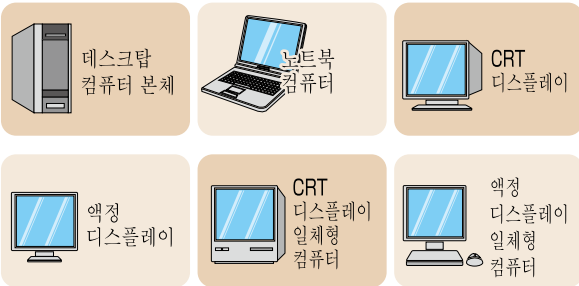 데스크탑
컴퓨터 본체
노트북
컴퓨터
CRT
디스플레이
액정
디스플레이
CRT
디스플레이
일체형
컴퓨터
액정
디스플레이
일체형
컴퓨터